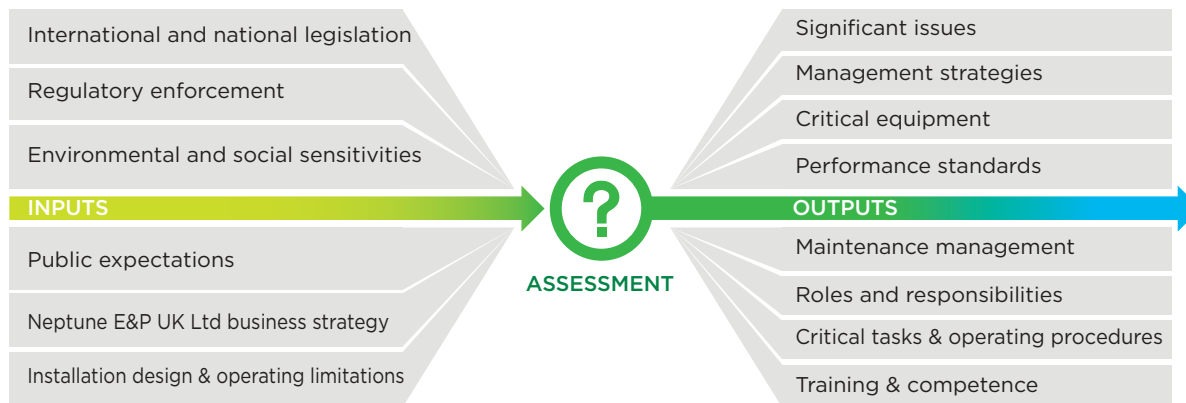 International and national legislation
Regulatory enforcement
Environmental and social sensitivities
INPUTS
Public expectations
Neptune E&P UK Ltd business strategy
Installation design & operating limitations
?
ASSESSMENT
Significant issues
Management strategies
Critical equipment
Performance standards
OUTPUTS
Maintenance management
Roles and responsibilities
Critical tasks & operating procedures
Training & competence